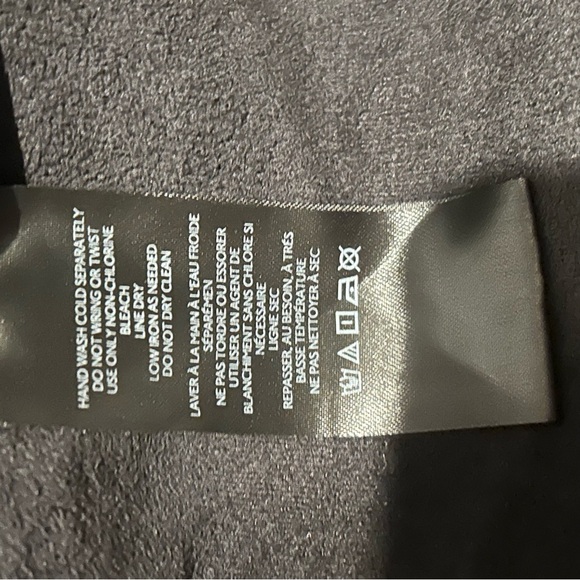 HAND WASH COLD SEPARATELY
DO NOT WRING OR TWIST
USE ONLY NON-CHLORINE
BLEACH
LINE DRY
LOW IRON AS NEEDED
DO NOT DRY CLEAN
LAVER À LA MAIN À L'EAU FROIDE
SÉPARÉMEN
NE PAS TORDRE OU ESSORER
UTILISER UN AGENT DE
BLANCHIMENT SANS CHLORE SI
NÉCESSAIRE
LIGNE SEC
REPASSER, AU BESOIN, À TRÉS
BASSE TEMPÉRATURE
NE PAS NETTOYER À SEC